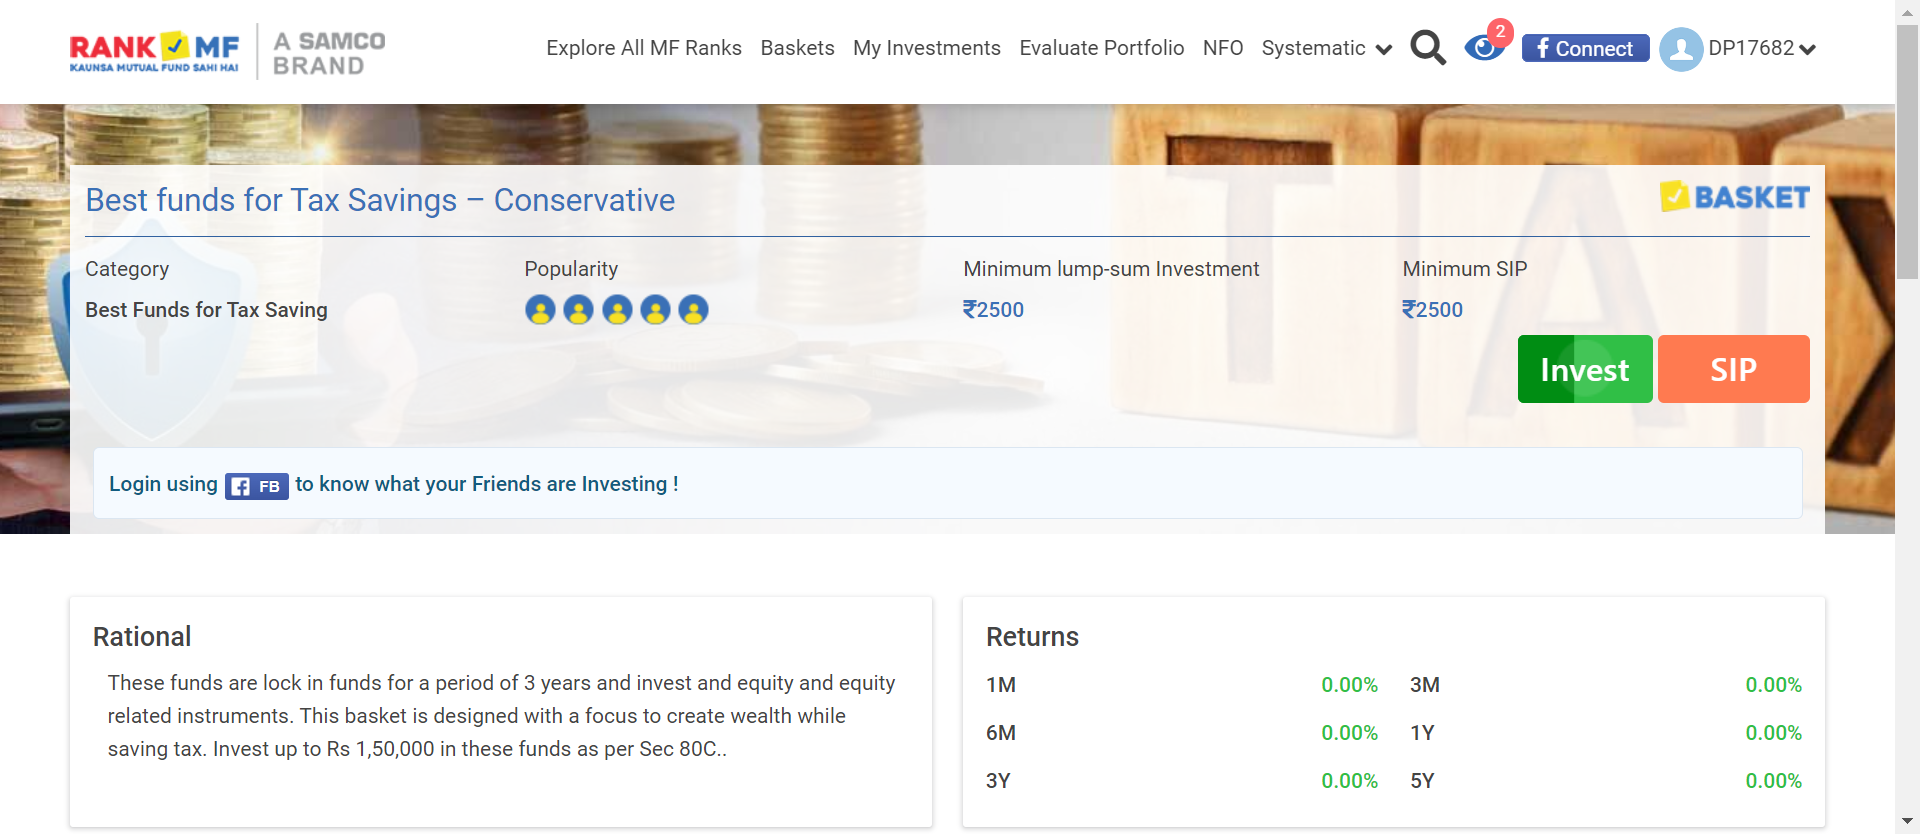 RANK MF
KAUNSA MUTUAL FUND SAHI HAI
A SAMCO
BRAND
Explore All MF Ranks
Baskets
My Investments
Evaluate Portfolio
NFO
Systematic
2
f Connect
DP17682
Best funds for Tax Savings – Conservative
BASKET
Category
Popularity
Minimum lump-sum Investment
Minimum SIP
Best Funds for Tax Saving
₹2500
₹2500
Invest
SIP
TAX
Login using FB to know what your Friends are Investing !
Rational
These funds are lock in funds for a period of 3 years and invest and equity and equity
related instruments. This basket is designed with a focus to create wealth while
saving tax. Invest up to Rs 1,50,000 in these funds as per Sec 80C..
Returns
1M 0.00% 3M 0.00%
6M 0.00% 1Y 0.00%
3Y 0.00% 5Y 0.00%